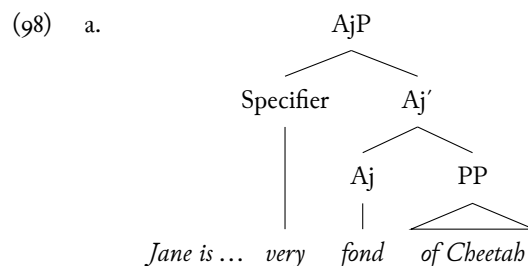 (98) a. AjP
Specifier Aj′
Aj PP
Jane is … very fond of Cheetah